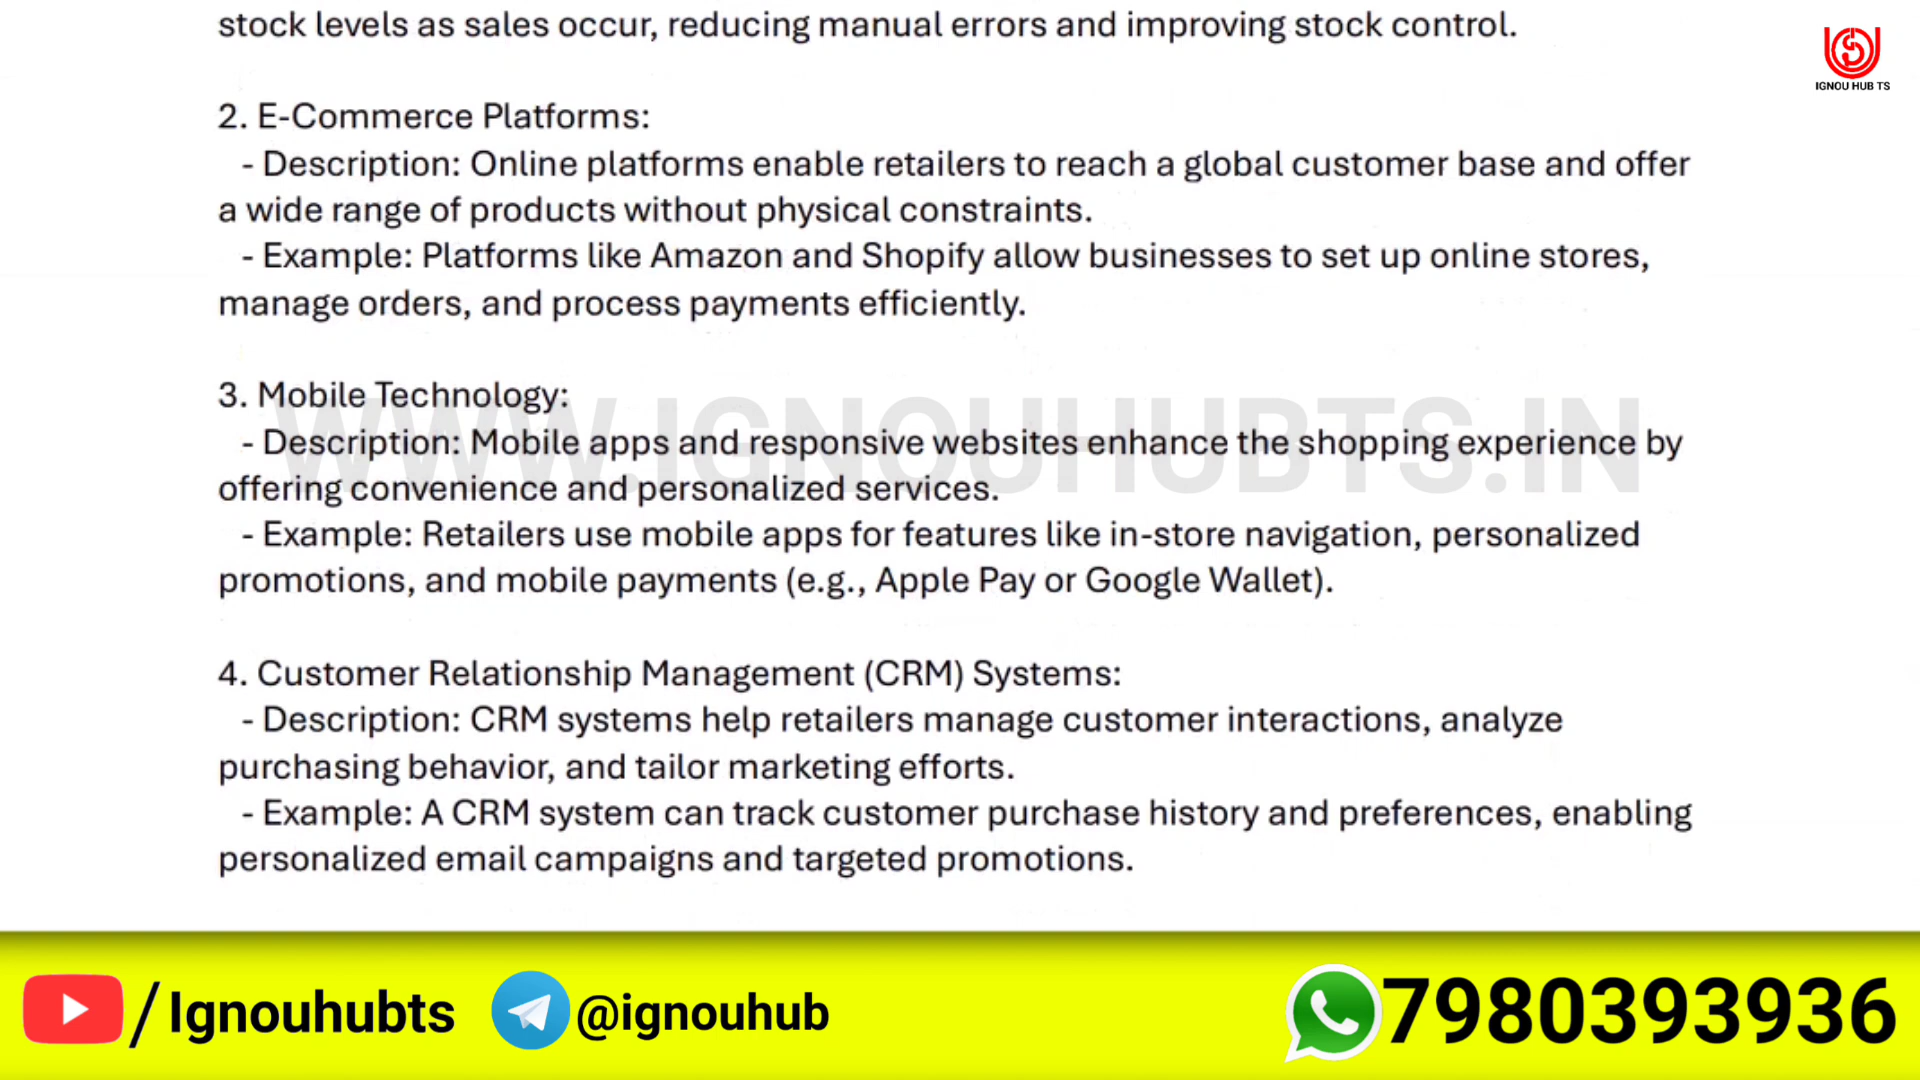 stock levels as sales occur, reducing manual errors and improving stock control.
IGNOU HUB TS
2. E-Commerce Platforms:
- Description: Online platforms enable retailers to reach a global customer base and offer
a wide range of products without physical constraints.
- Example: Platforms like Amazon and Shopify allow businesses to set up online stores,
manage orders, and process payments efficiently.
3. Mobile Technology:
WWW.IGNOUHUBTS.IN
- Description: Mobile apps and responsive websites enhance the shopping experience by
offering convenience and personalized services.
- Example: Retailers use mobile apps for features like in-store navigation, personalized
promotions, and mobile payments (e.g., Apple Pay or Google Wallet).
4. Customer Relationship Management (CRM) Systems:
- Description: CRM systems help retailers manage customer interactions, analyze
purchasing behavior, and tailor marketing efforts.
- Example: A CRM system can track customer purchase history and preferences, enabling
personalized email campaigns and targeted promotions.
/Ignouhubts @ignouhub 7980393936